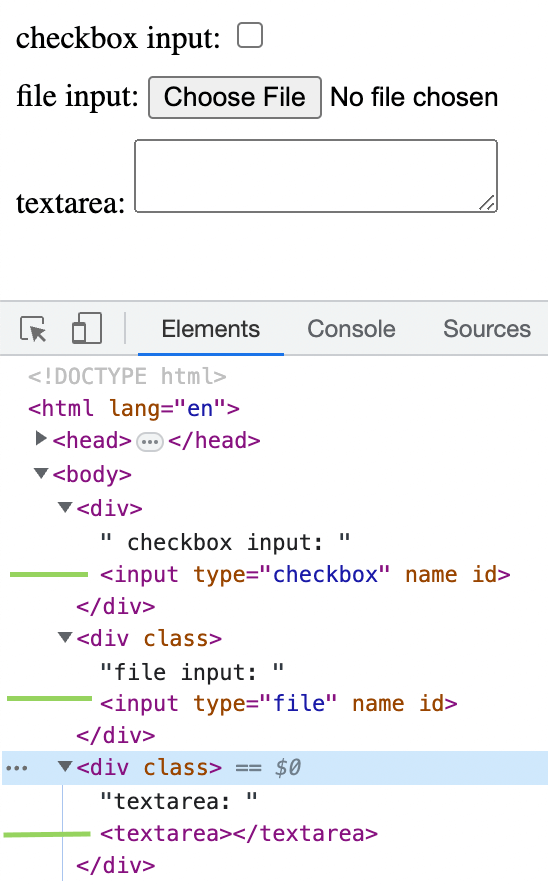 checkbox input:
file input: Choose File No file chosen
textarea:
Elements Console Sources
<!DOCTYPE html>
<html lang="en">
<head> ••• </head>
<body>
<div>
" checkbox input: "
<input type="checkbox" name id>
</div>
<div class>
"file input: "
<input type="file" name id>
</div>
••• <div class> == $0
"textarea: "
<textarea></textarea>
</div>